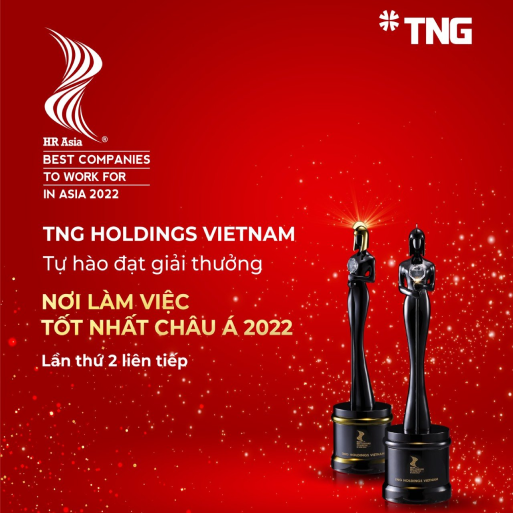 TNG
HR Asia ®
BEST COMPANIES
TO WORK FOR
IN ASIA 2022
TNG HOLDINGS VIETNAM
Tự hào đạt giải thưởng
NƠI LÀM VIỆC
TỐT NHẤT CHÂU Á 2022
Lần thứ 2 liên tiếp